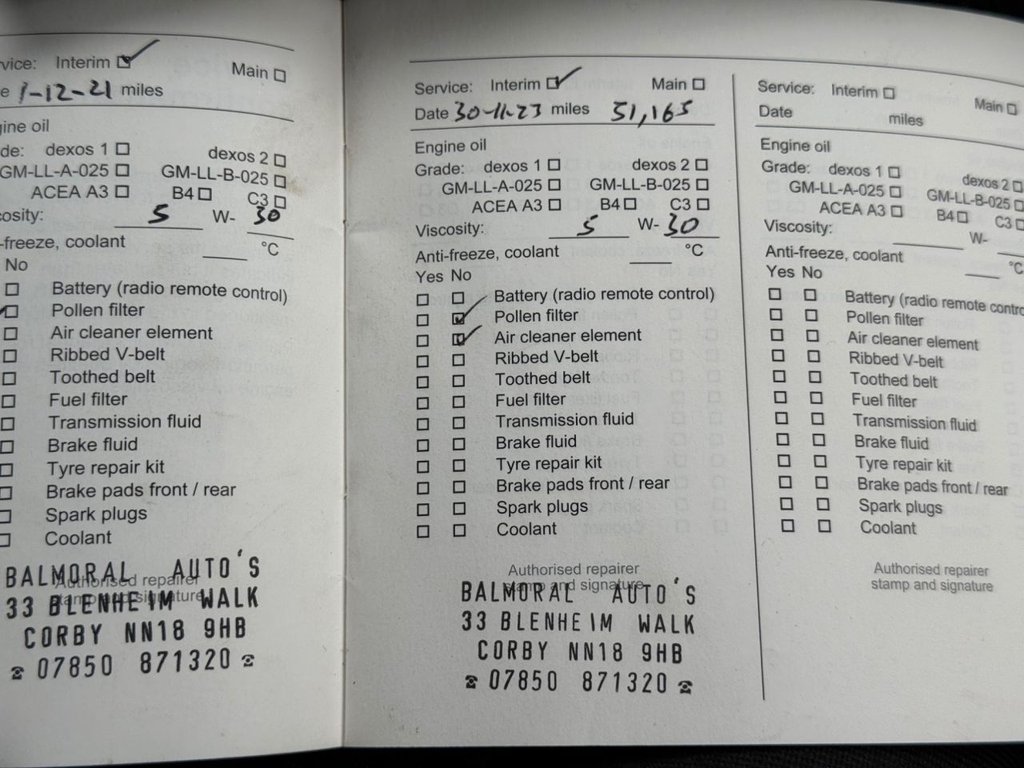 vice: Interim Main
e 1-12-21 miles
gine oil
de: dexos 1 dexos 2
GM-LL-A-025 GM-LL-B-025
ACEA A3 B4 C3
cosity: 5 W-30
-freeze, coolant °C
No
Battery (radio remote control)
Pollen filter
Air cleaner element
Ribbed V-belt
Toothed belt
Fuel filter
Transmission fluid
Brake fluid
Tyre repair kit
Brake pads front / rear
Spark plugs
Coolant
Authorised repairer
stamp and signature
BALMORAL AUTO'S
33 BLENHEIM WALK
CORBY NN18 9HB
☎ 07850 871320 ☎
Service: Interim Main
Date 30-11-23 miles 51,165
Engine oil
Grade: dexos 1 dexos 2
GM-LL-A-025 GM-LL-B-025
ACEA A3 B4 C3
Viscosity: 5 W-30
Anti-freeze, coolant °C
Yes No
Battery (radio remote control)
Pollen filter
Air cleaner element
Ribbed V-belt
Toothed belt
Fuel filter
Transmission fluid
Brake fluid
Tyre repair kit
Brake pads front / rear
Spark plugs
Coolant
Authorised repairer
stamp and signature
BALMORAL AUTO'S
33 BLENHEIM WALK
CORBY NN18 9HB
☎ 07850 871320 ☎
Service: Interim Main
Date miles
Engine oil
Grade: dexos 1 dexos 2
GM-LL-A-025 GM-LL-B-025
ACEA A3 B4 C3
Viscosity: W-
Anti-freeze, coolant °C
Yes No
Battery (radio remote contro
Pollen filter
Air cleaner element
Ribbed V-belt
Toothed belt
Fuel filter
Transmission fluid
Brake fluid
Tyre repair kit
Brake pads front / rear
Spark plugs
Coolant
Authorised repairer
stamp and signature